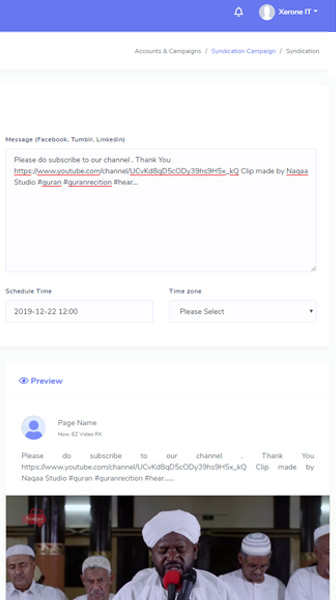 Xerone IT
Accounts & Campaigns / Syndication Campaign / Syndication
Message (Facebook, Tumblr, Linkedin)
Please do subscribe to our channel . Thank You
https://www.youtube.com/channel/UCvKd8qD5cODy39hs9H5x_kQ Clip made by Naqaa
Studio #quran #quranrecition #hear...
Schedule Time
Time zone
2019-12-22 12:00
Please Select
Preview
Page Name
Now- EZ Video RX
Please do subscribe to our channel . Thank You
https://www.youtube.com/channel/UCvKd8qD5cODy39hs9H5x_kQ Clip made by
Naqaa Studio #quran #quranrecition #hear......
Naqaa